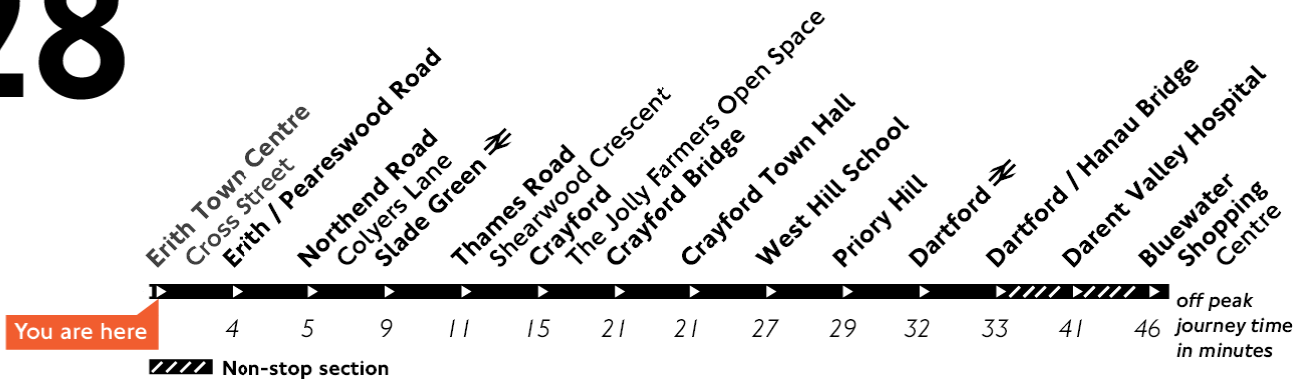 28
Erith Town Centre
Cross Street
Erith / Peareswood Road
Northend Road
Colyers Lane
Slade Green
Thames Road
Shearwood Crescent
Crayford
The Jolly Farmers Open Space
Crayford Bridge
Crayford Town Hall
West Hill School
Priory Hill
Dartford
Dartford / Hanau Bridge
Darent Valley Hospital
Bluewater
Shopping
Centre
You are here
4 5 9 11 15 21 21 27 29 32 33 41 46
off peak
journey time
in minutes
Non-stop section